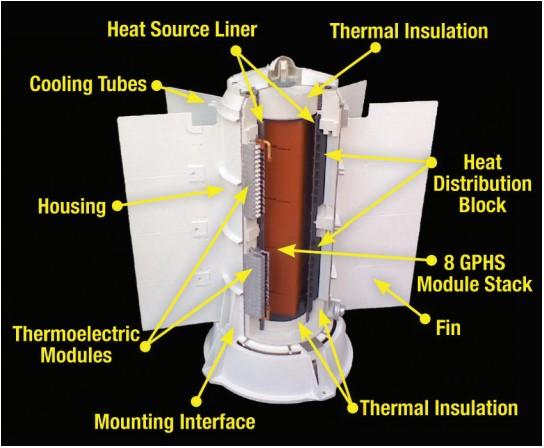 Heat Source Liner
Thermal Insulation
Cooling Tubes
Heat
Distribution
Block
Housing
8 GPHS
Module Stack
Fin
Thermoelectric
Modules
Thermal Insulation
Mounting Interface